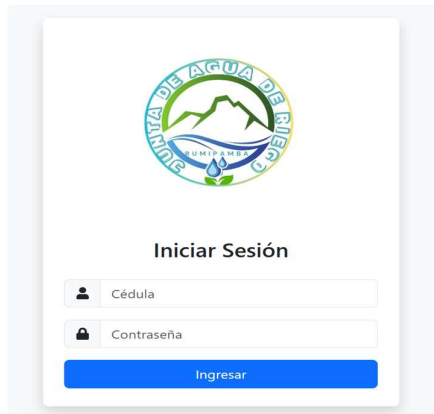 JUNTA DE AGUA DE RIEGO
RUMIPAMBA
Iniciar Sesión
Cédula
Contraseña
Ingresar